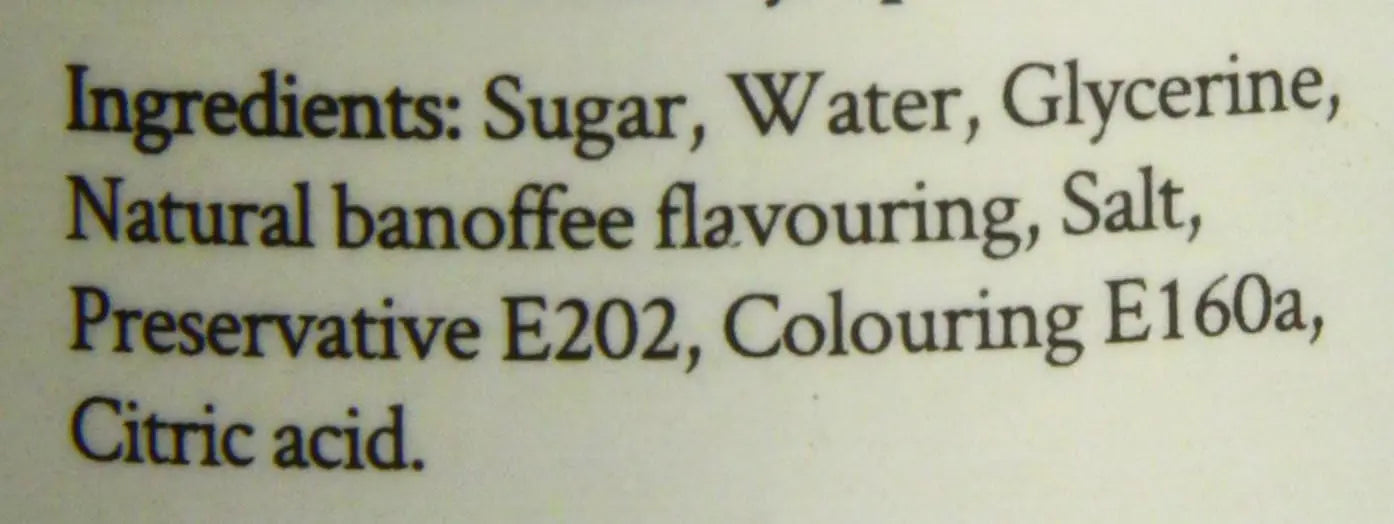 Ingredients: Sugar, Water, Glycerine,
Natural banoffee flavouring, Salt,
Preservative E202, Colouring E160a,
Citric acid.